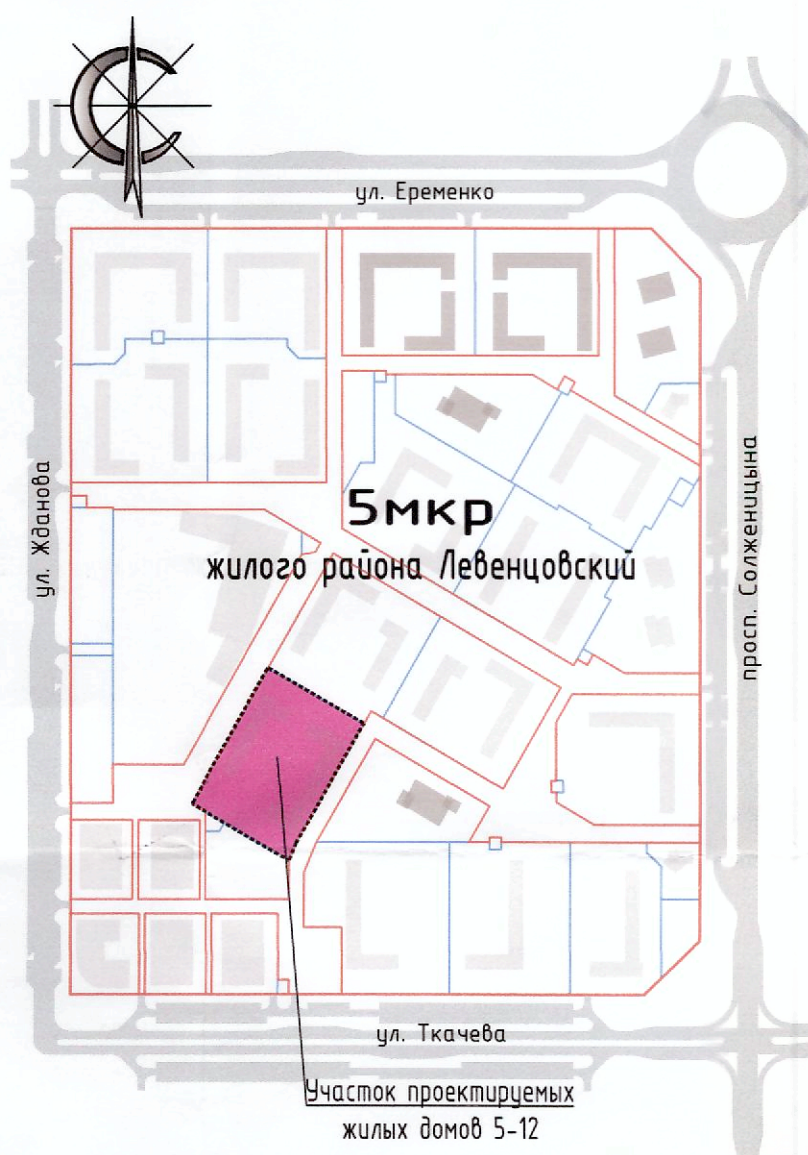 ул. Еременко
ул. Жданова
5мкр
жилого района Левенцовский
просп. Солженицына
ул. Ткачева
Участок проектируемых
жилых домов 5-12